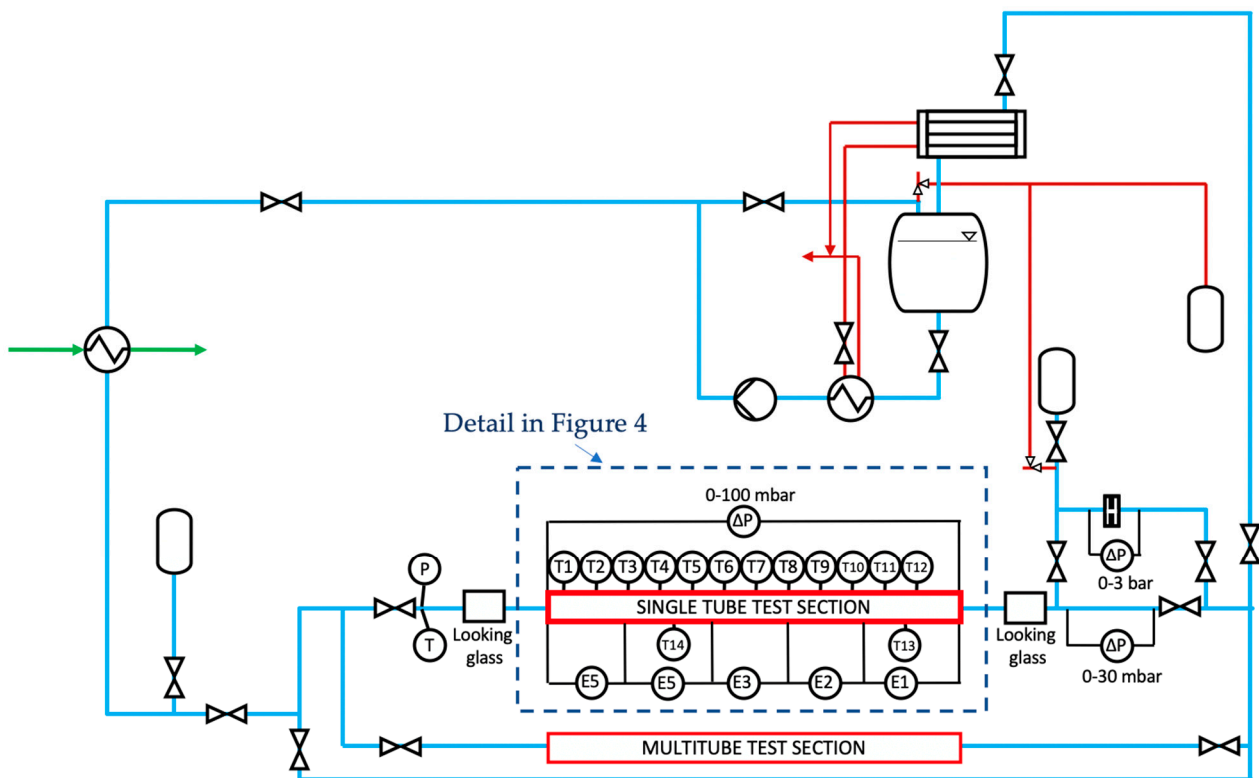 Detail in Figure 4
0-100 mbar
ΔP
T1 T2 T3 T4 T5 T6 T7 T8 T9 T10 T11 T12
P
ΔP
0-3 bar
SINGLE TUBE TEST SECTION
T
Looking
glass
T14
T13
Looking
glass
ΔP
0-30 mbar
E5 E5 E3 E2 E1
MULTITUBE TEST SECTION